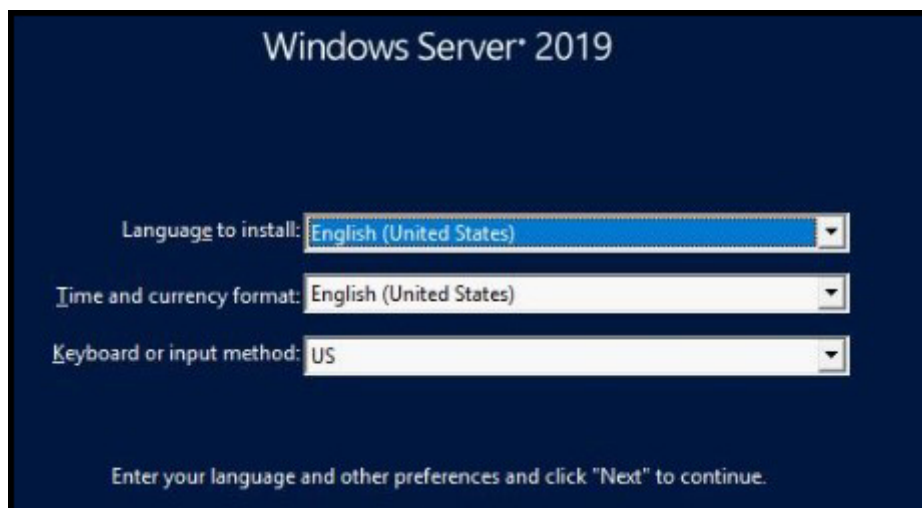 Windows Server 2019
Language to install: English (United States)
Time and currency format: English (United States)
Keyboard or input method: US
Enter your language and other preferences and click "Next" to continue.